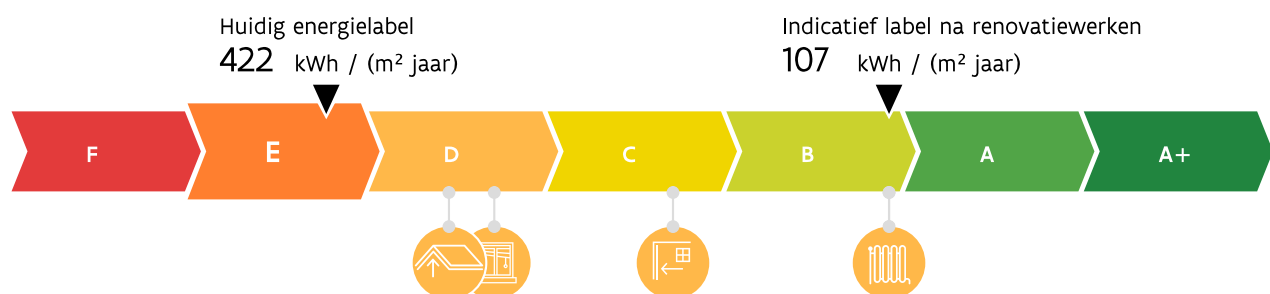 Huidig energielabel
422 kWh / (m² jaar)
Indicatief label na renovatiewerken
107 kWh / (m² jaar)
F E D C B A A+